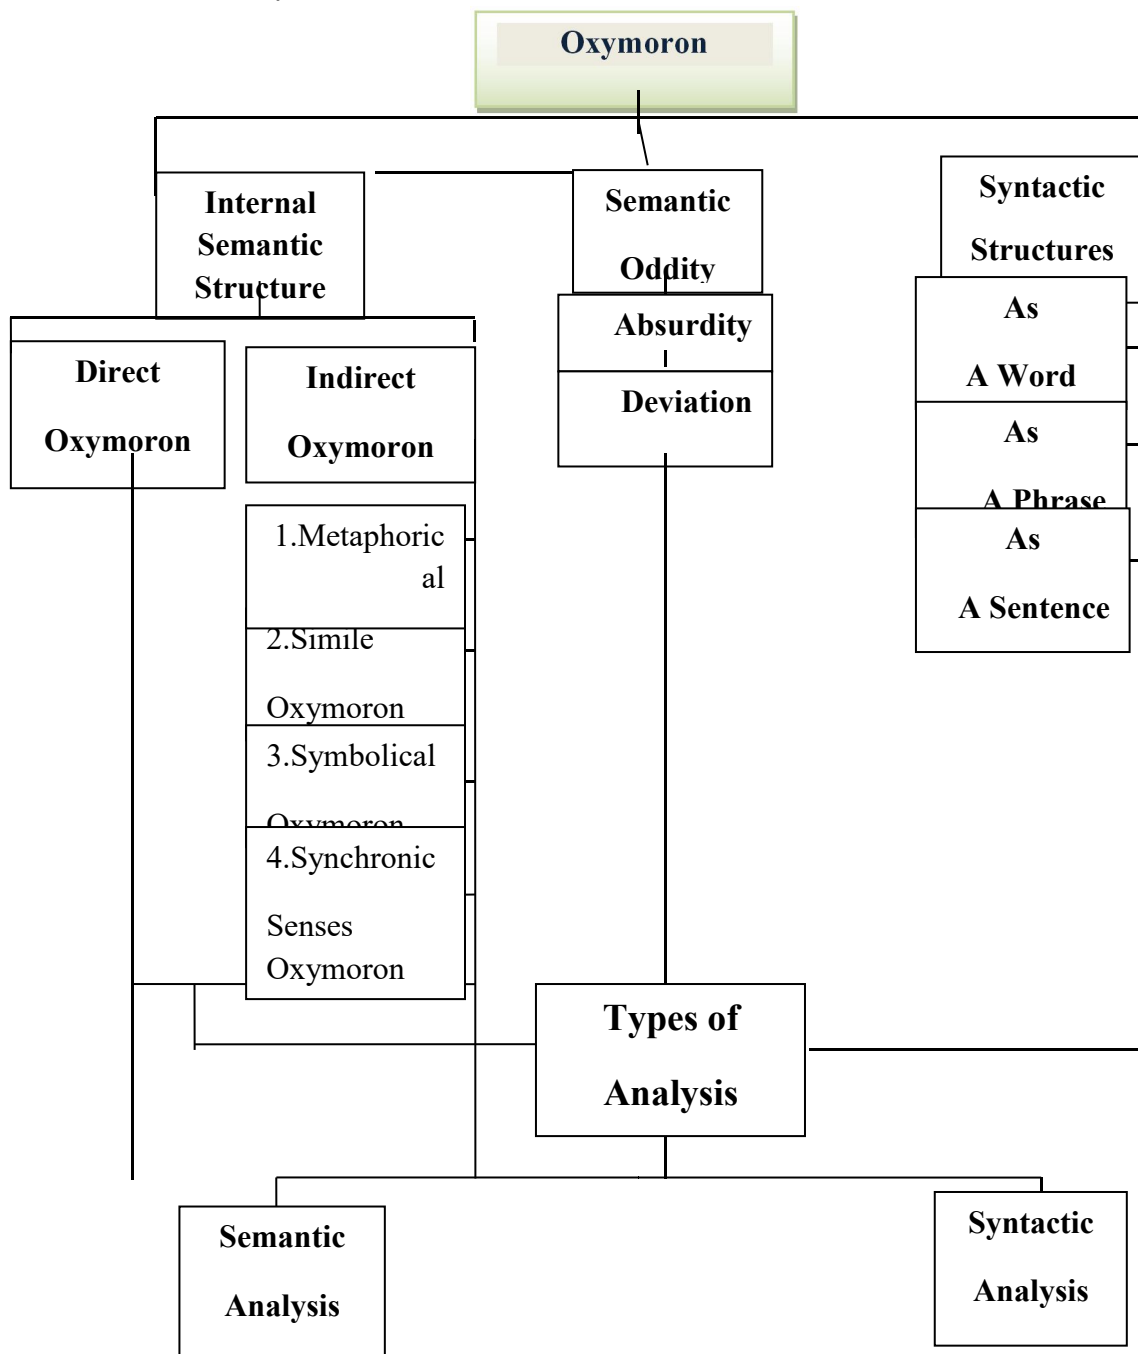 Oxymoron
Internal
Semantic
Structure
Semantic
Oddity
Syntactic
Structures
Direct
Oxymoron
Indirect
Oxymoron
Absurdity
Deviation
As
A Word
As
A Phrase
As
A Sentence
1.Metaphoric
al
2.Simile
Oxymoron
3.Symbolical
Oxymoron
4.Synchronic
Senses
Oxymoron
Types of
Analysis
Semantic
Analysis
Syntactic
Analysis